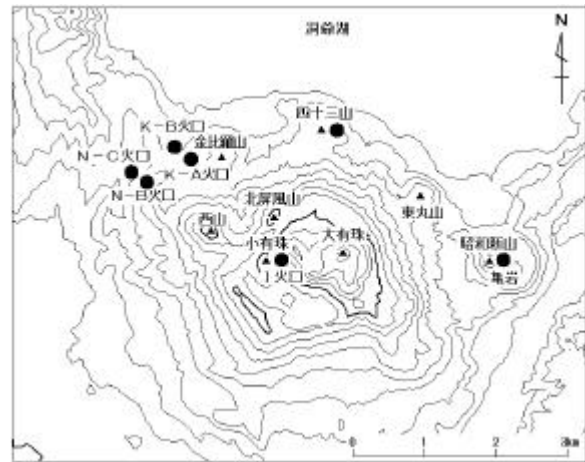 洞爺湖
N
四十三山
K-B火口
金比羅山
N-C火口
K-A火口
N-B火口
北屏風山
東丸山
西山
小有珠
大有珠
昭和新山
I火口
亀岩
0 1 2 3km